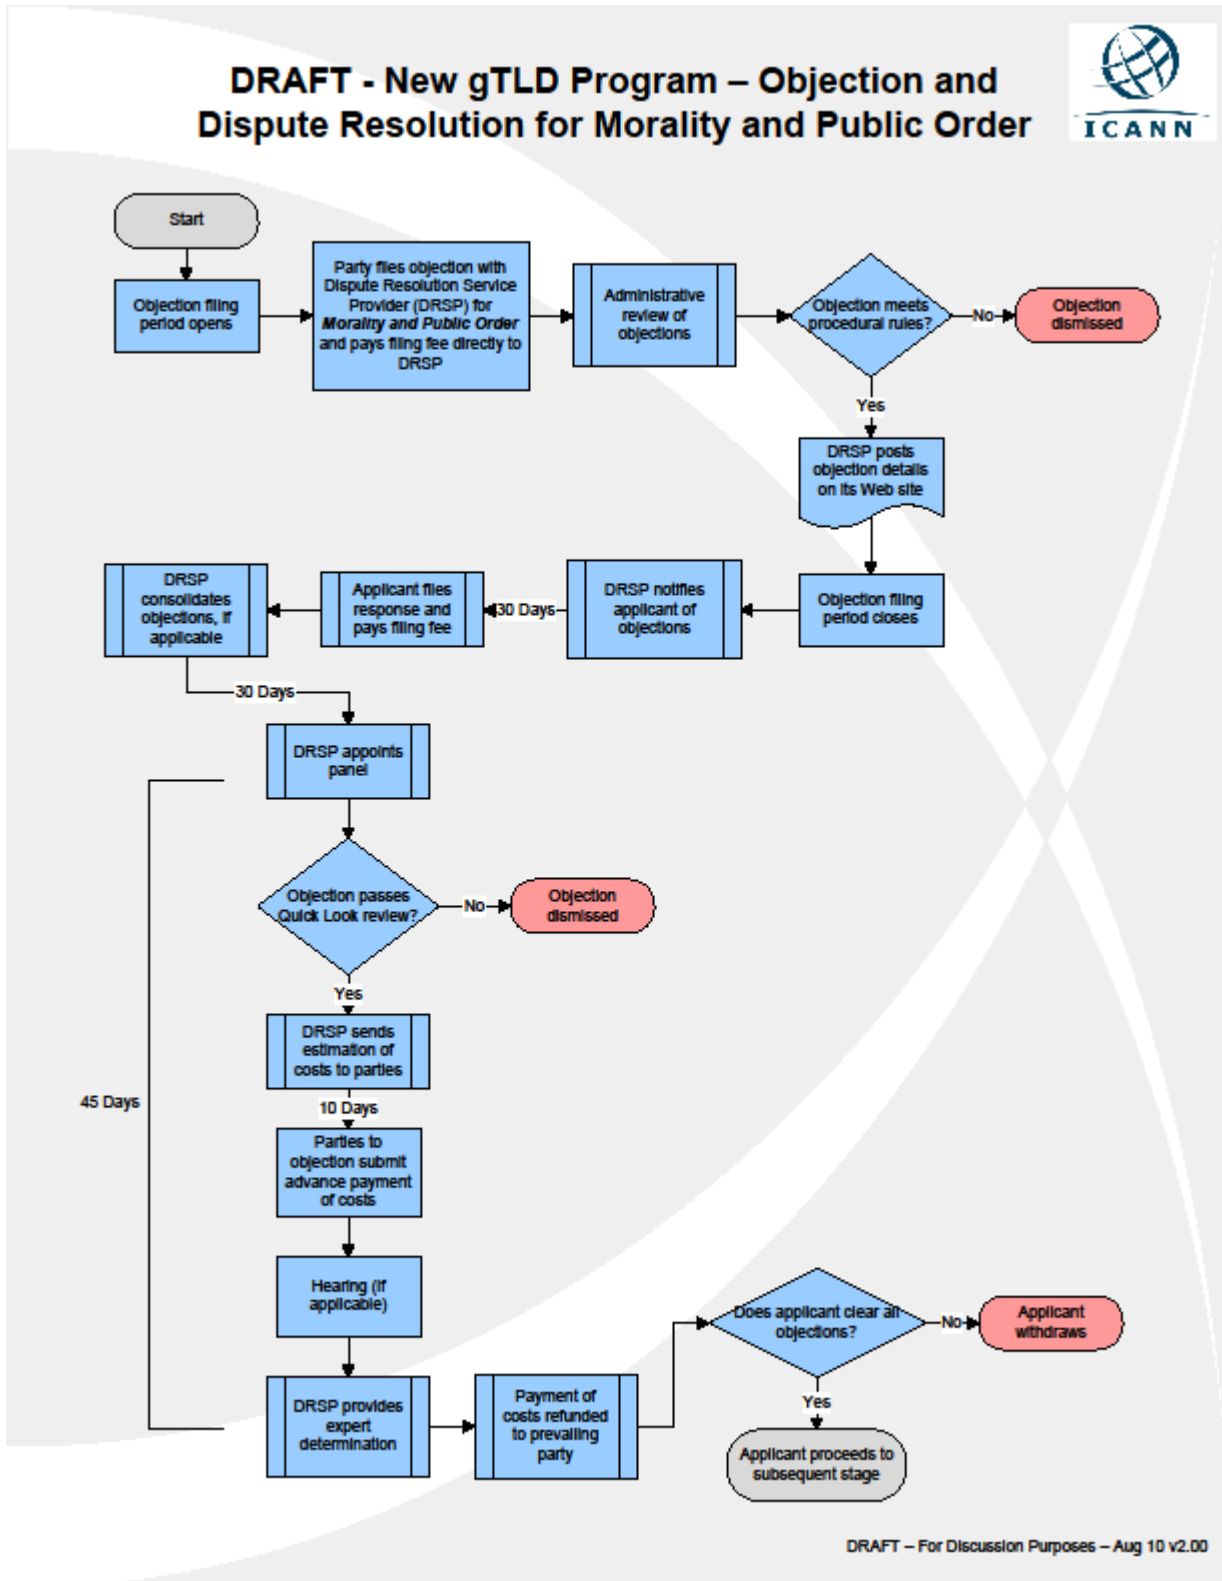 DRAFT - New gTLD Program – Objection and
Dispute Resolution for Morality and Public Order
ICANN
Start
Objection filing
period opens
Party files objection with
Dispute Resolution Service
Provider (DRSP) for
Morality and Public Order
and pays filing fee directly to
DRSP
Administrative
review of
objections
Objection meets
procedural rules?
No
Objection
dismissed
Yes
DRSP posts
objection details
on its Web site
Objection filing
period closes
DRSP notifies
applicant of
objections
30 Days
Applicant files
response and
pays filing fee
DRSP
consolidates
objections, if
applicable
30 Days
DRSP appoints
panel
Objection passes
Quick Look review?
No
Objection
dismissed
Yes
DRSP sends
estimation of
costs to parties
10 Days
45 Days
Parties to
objection submit
advance payment
of costs
Hearing (if
applicable)
DRSP provides
expert
determination
Payment of
costs refunded
to prevailing
party
Does applicant clear all
objections?
No
Applicant
withdraws
Yes
Applicant proceeds to
subsequent stage
DRAFT – For Discussion Purposes – Aug 10 v2.00